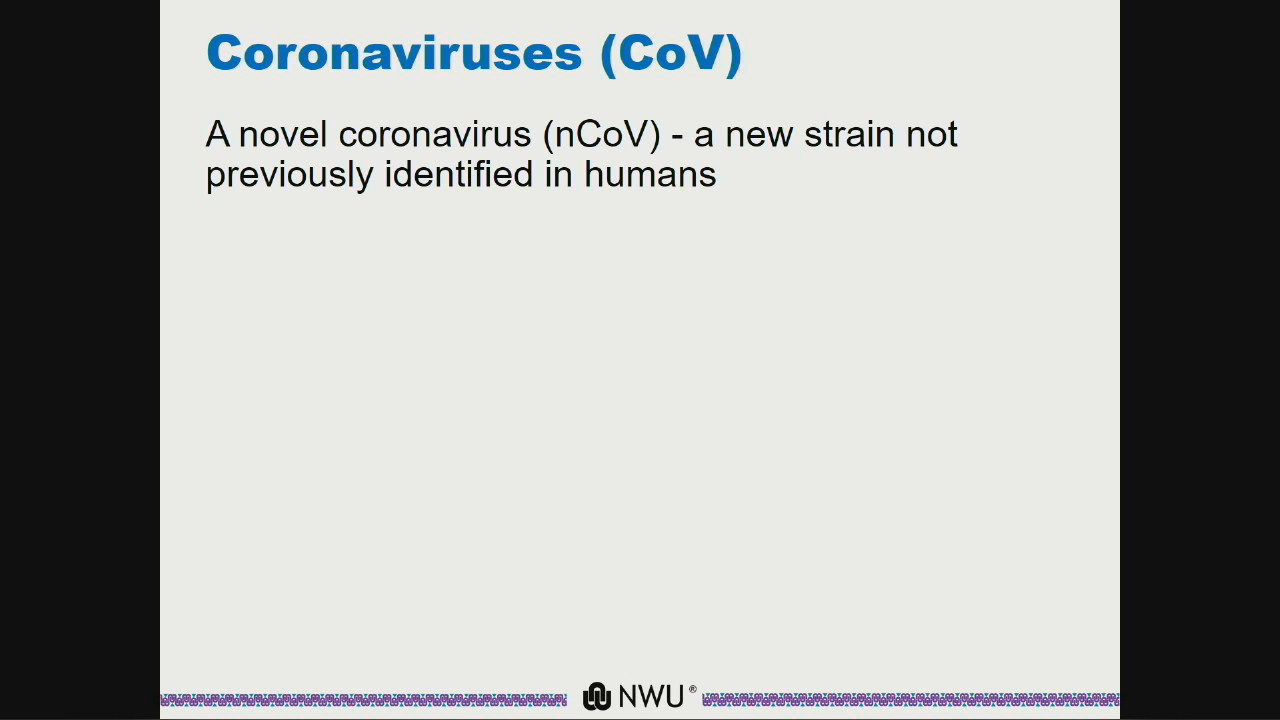 Coronaviruses (CoV)
A novel coronavirus (nCoV) - a new strain not
previously identified in humans
NWU®